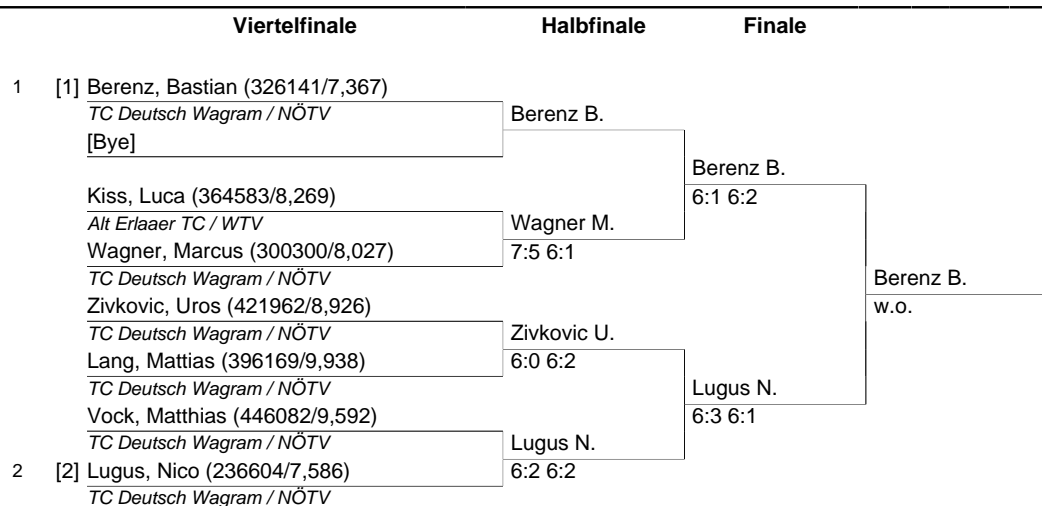 Viertelfinale Halbfinale Finale
1 [1] Berenz, Bastian (326141/7,367)
TC Deutsch Wagram / NÖTV Berenz B.
[Bye]
Berenz B.
Kiss, Luca (364583/8,269) 6:1 6:2
Alt Erlaaer TC / WTV Wagner M.
Wagner, Marcus (300300/8,027) 7:5 6:1
TC Deutsch Wagram / NÖTV Berenz B.
Zivkovic, Uros (421962/8,926) w.o.
TC Deutsch Wagram / NÖTV Zivkovic U.
Lang, Mattias (396169/9,938) 6:0 6:2
TC Deutsch Wagram / NÖTV Lugus N.
Vock, Matthias (446082/9,592) 6:3 6:1
TC Deutsch Wagram / NÖTV Lugus N.
2 [2] Lugus, Nico (236604/7,586) 6:2 6:2
TC Deutsch Wagram / NÖTV